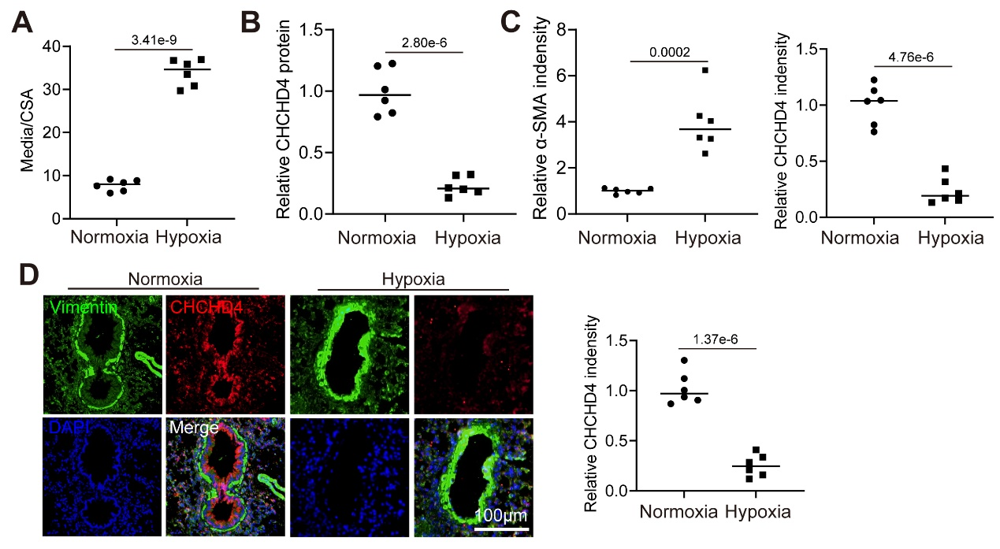 A
3.41e-9
Media/CSA
40
30
20
10
0
Normoxia Hypoxia
B
2.80e-6
Relative CHCHD4 protein
1.5
1.0
0.5
0.0
Normoxia Hypoxia
C
0.0002
Relative α-SMA indensity
8
6
4
2
0
Normoxia Hypoxia
4.76e-6
Relative CHCHD4 indensity
1.5
1.0
0.5
0.0
Normoxia Hypoxia
D
Normoxia
Hypoxia
Vimentin
CHCHD4
DAPI
Merge
100μm
1.37e-6
Relative CHCHD4 indensity
1.5
1.0
0.5
0.0
Normoxia Hypoxia